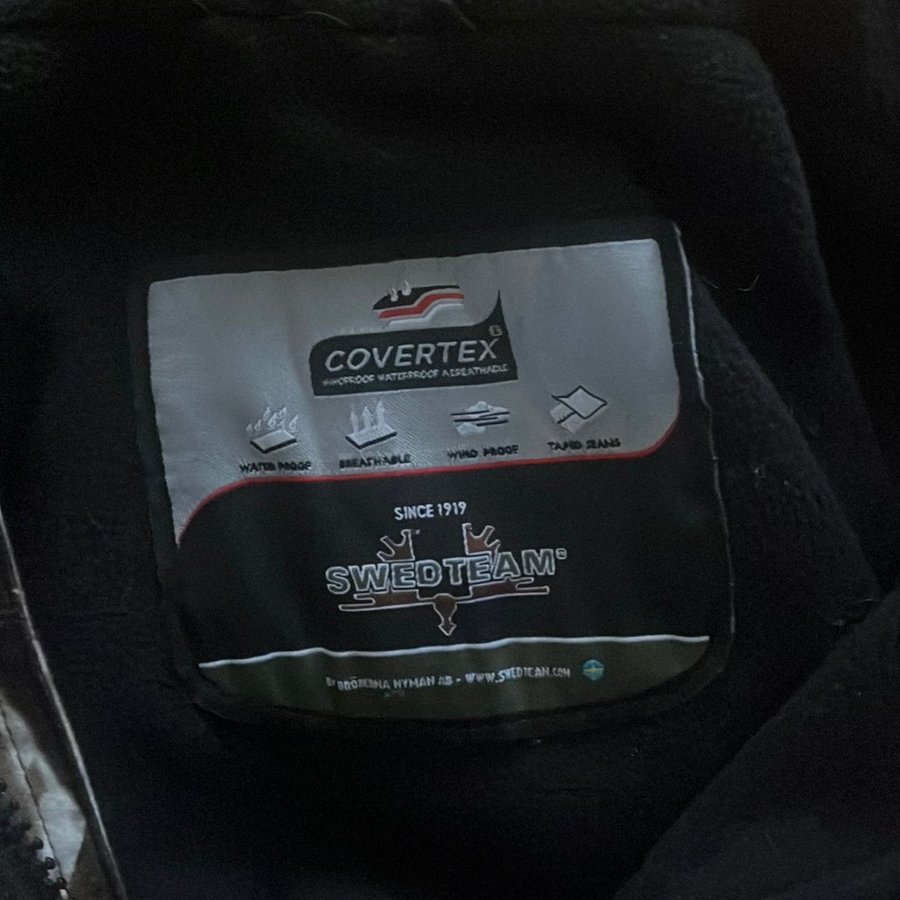 COVERTEX®
WINDPROOF WATERPROOF & BREATHABLE
WATER PROOF
BREATHABLE
WIND PROOF
TAPED SEAMS
SINCE 1919
SWEDTEAM®
BY BRÖDERNA NYMAN AB - WWW.SWEDTEAM.COM